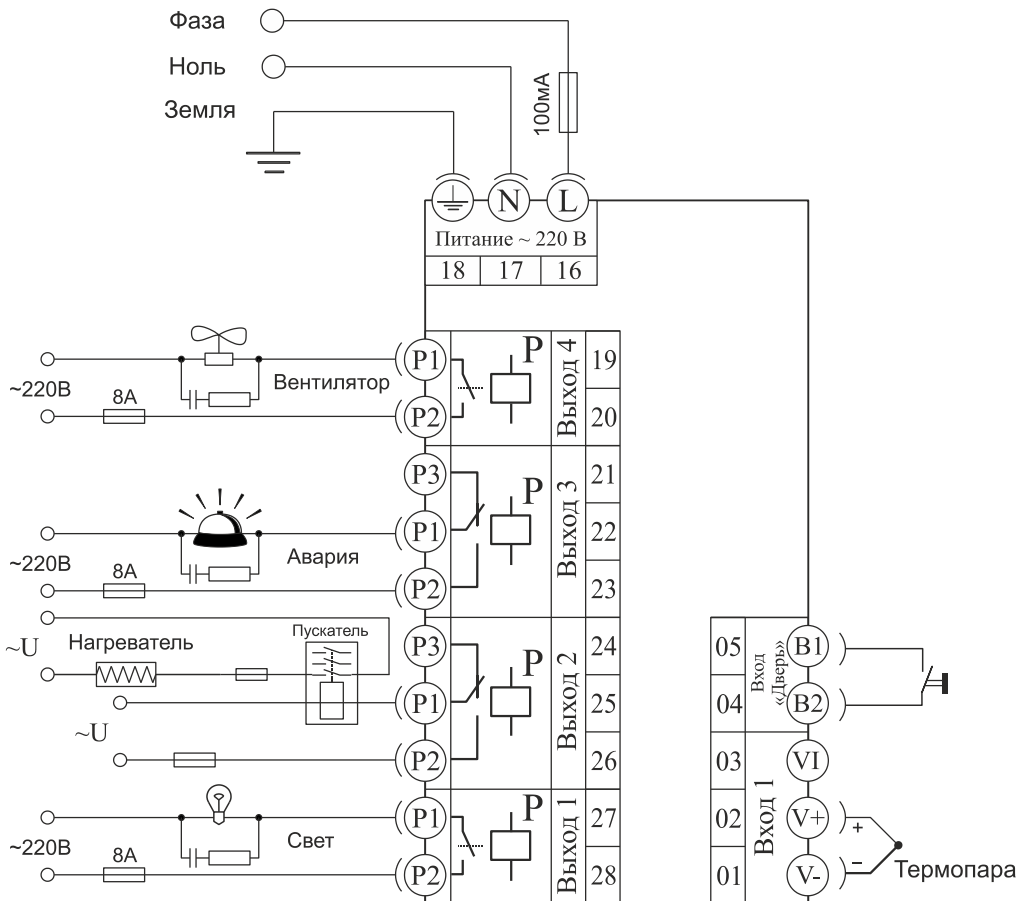 Фаза
Ноль
Земля
100мА
N
L
Питание ~ 220 В
18
17
16
~220В
8А
Вентилятор
P1
P2
P
Выход 4
19
20
~220В
8А
Авария
P3
P1
P2
P
Выход 3
21
22
23
~U
Нагреватель
Пускатель
~U
P3
P1
P2
P
Выход 2
24
25
26
~220В
8А
Свет
P1
P2
P
Выход 1
27
28
05
04
Вход
«Дверь»
B1
B2
03
02
01
Вход 1
VI
V+
V-
+
–
Термопара